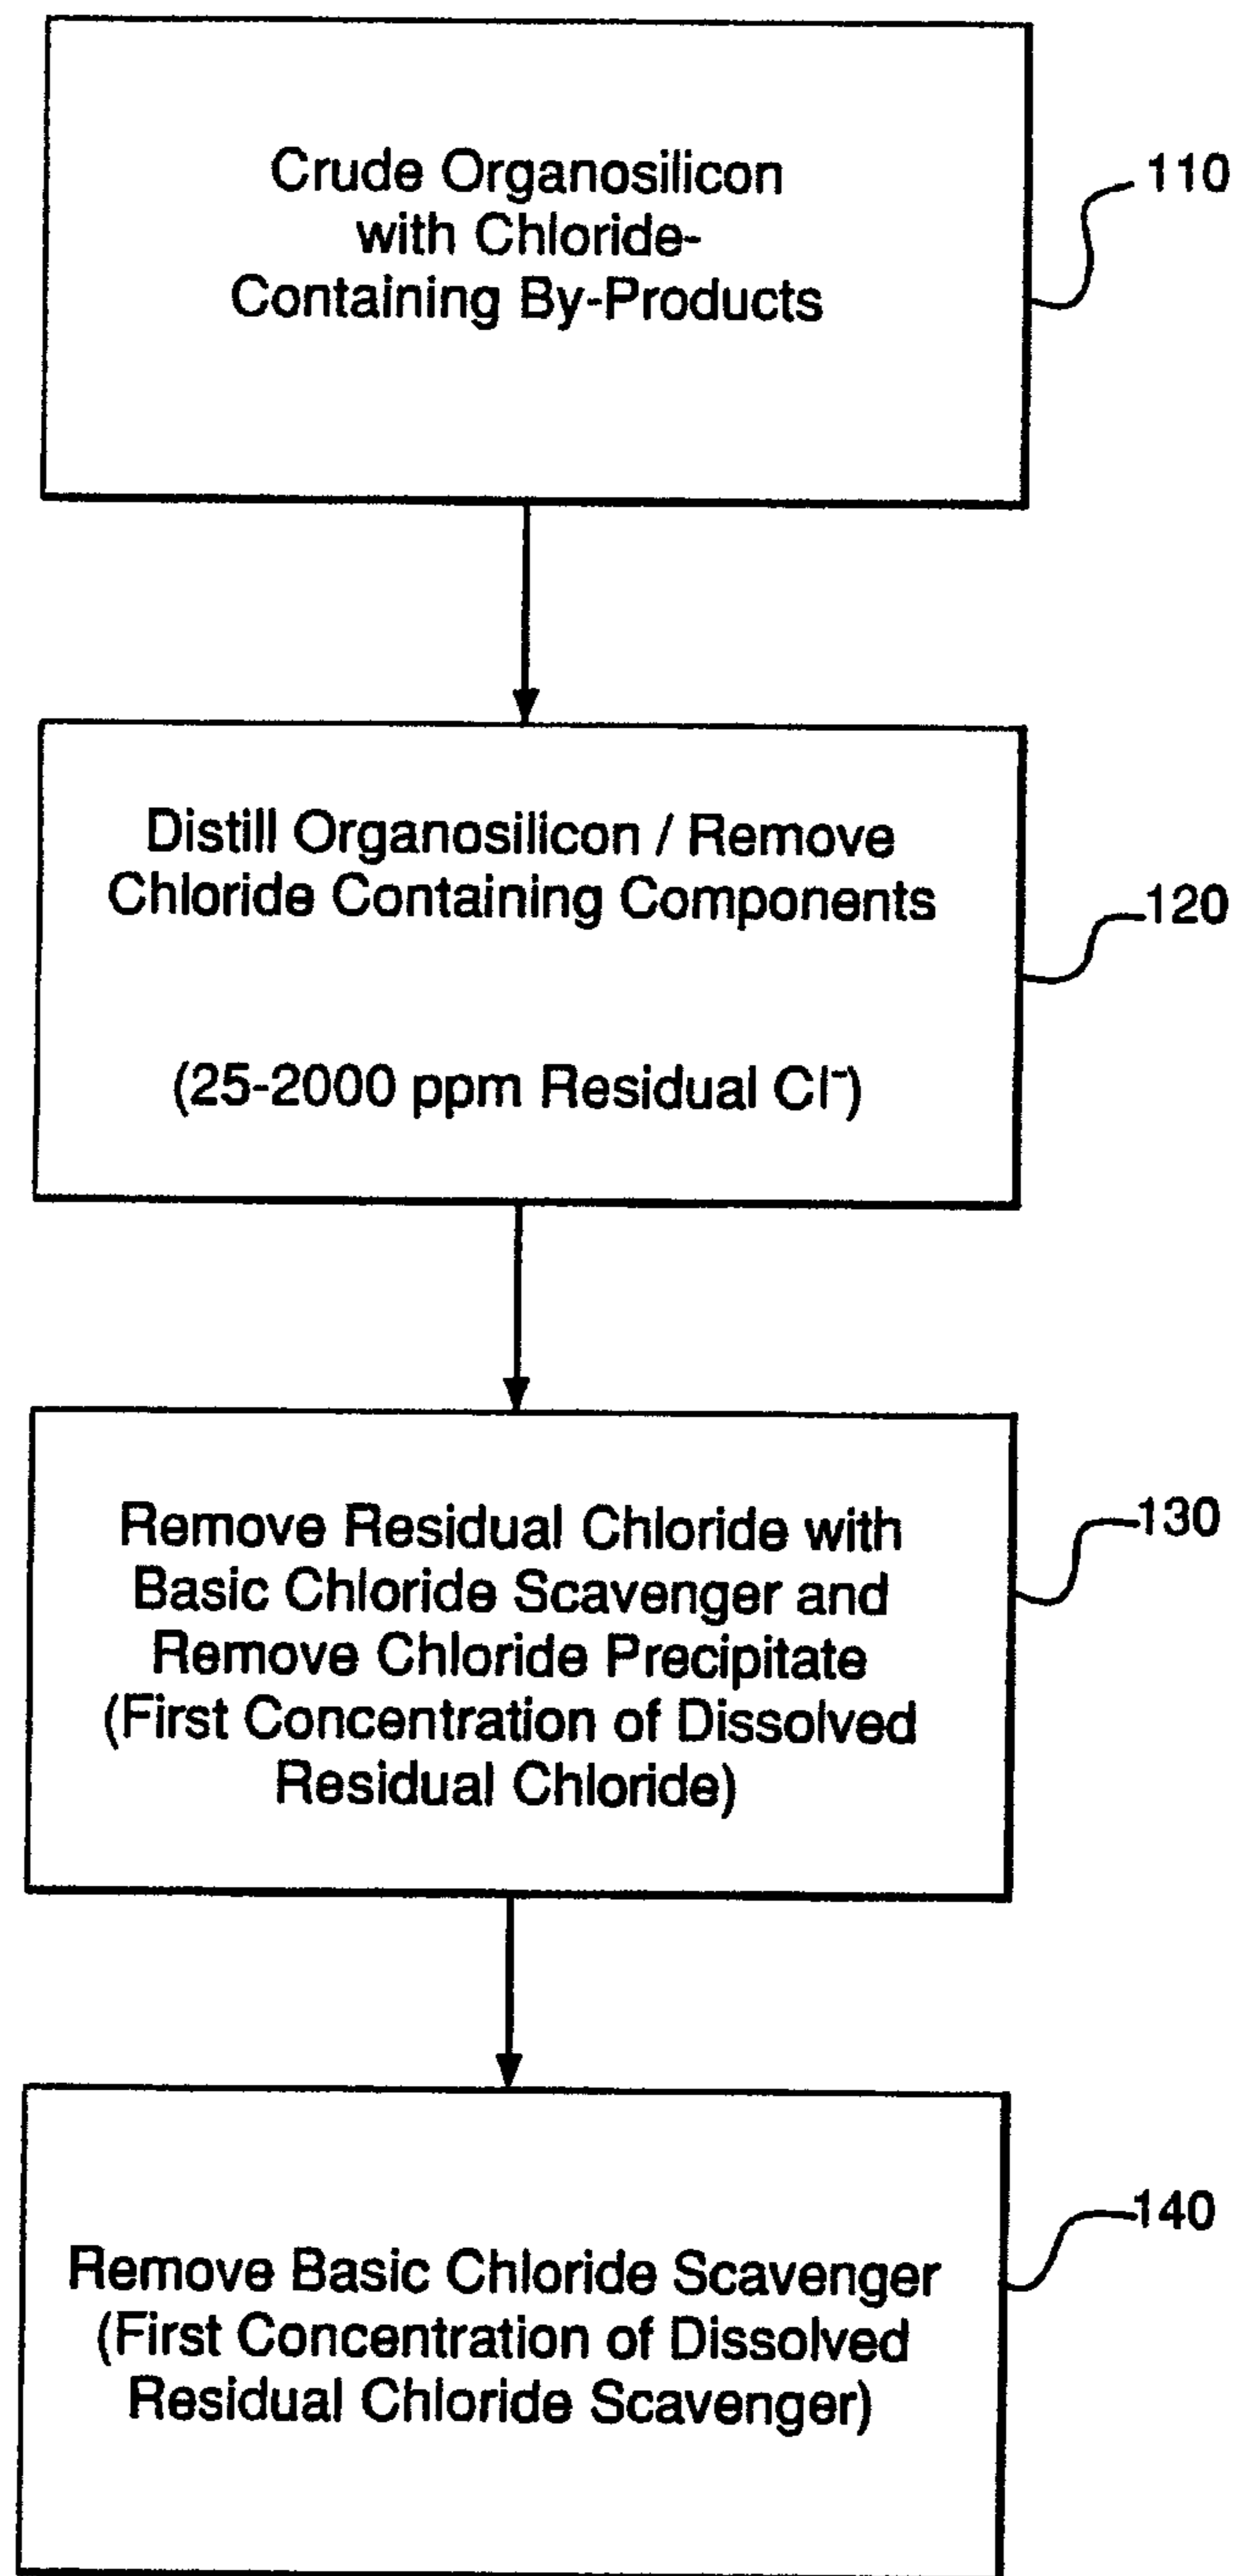 Crude Organosilicon
with Chloride-
Containing By-Products
110
Distill Organosilicon / Remove
Chloride Containing Components
120
(25-2000 ppm Residual Cl⁻)
Remove Residual Chloride with
130
Basic Chloride Scavenger and
Remove Chloride Precipitate
(First Concentration of Dissolved
Residual Chloride)
140
Remove Basic Chloride Scavenger
(First Concentration of Dissolved
Residual Chloride Scavenger)